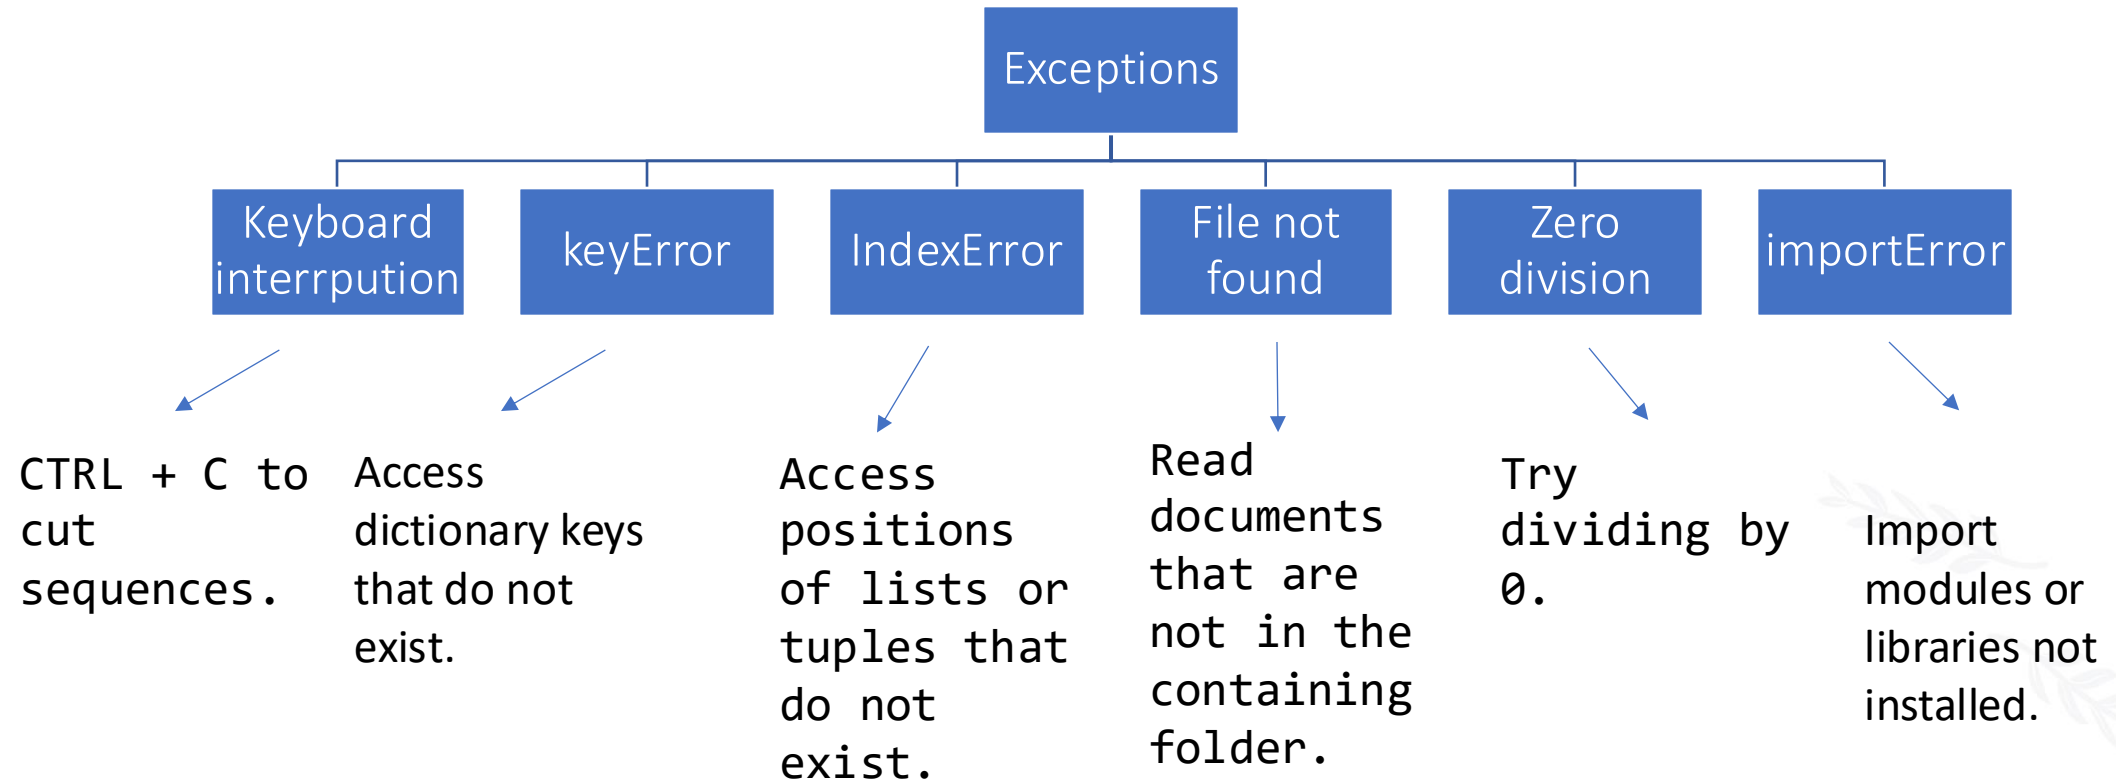 Exceptions
Keyboard
interrpution
keyError
IndexError
File not
found
Zero
division
importError
CTRL + C to
cut
sequences.
Access
dictionary keys
that do not
exist.
Access
positions
of lists or
tuples that
do not
exist.
Read
documents
that are
not in the
containing
folder.
Try
dividing by
0.
Import
modules or
libraries not
installed.